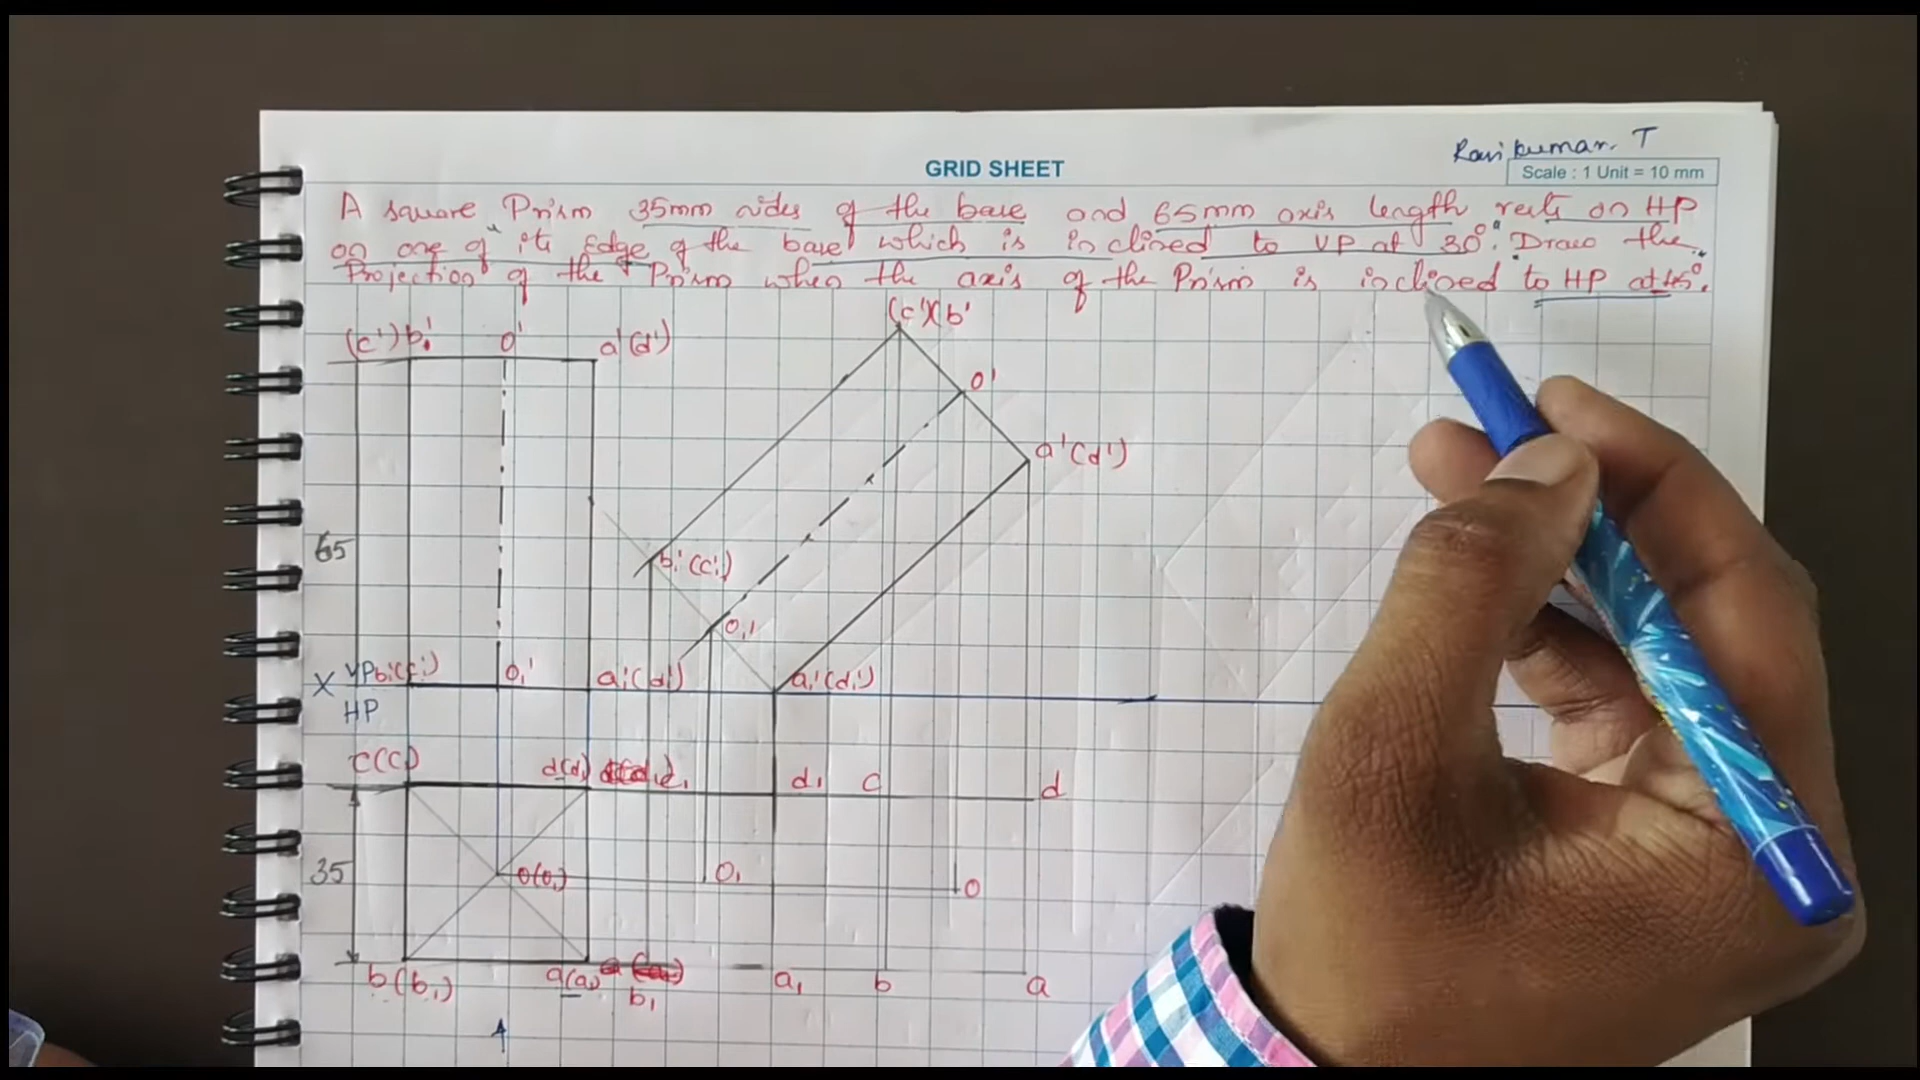 Ravikumar. T
GRID SHEET
Scale : 1 Unit = 10 mm
A square Prism 35mm sides of the base and 65mm axis length rests on HP
on one of its Edge of the base which is inclined to VP at 30°. Draw the
Projection of the Prism when the axis of the Prism is inclined to HP at 45°.
(c')(b'
(c')b' o' a'(d')
o'
a'(d')
65
b₁'(c₁')
o₁'
X VP b₁'(c₁') o₁' a₁'(d₁') a₁'(d₁')
HP
c(c₁) d(d₁) c₁ d₁ c d
35 o(o₁) o₁ o
b(b₁) a(a₁) b₁ a₁ b a